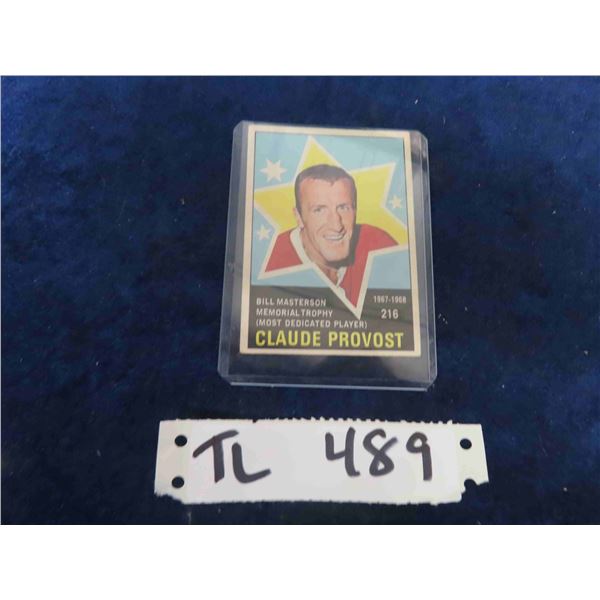 BILL MASTERSON
MEMORIAL TROPHY
(MOST DEDICATED PLAYER)
1967-1968
216
CLAUDE PROVOST
TL 489